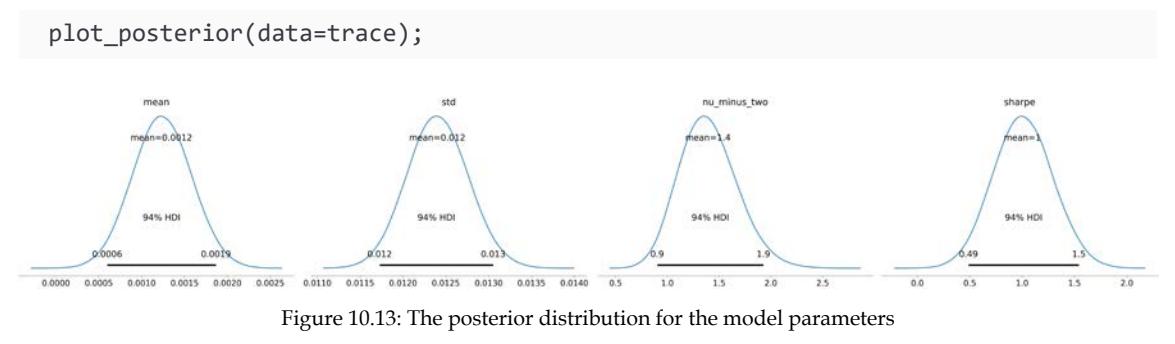 plot_posterior(data=trace);
mean std nu_minus_two sharpe
mean=0.0012 mean=0.012 mean=1.4 mean=1
94% HDI 94% HDI 94% HDI 94% HDI
0.0006 0.0019 0.012 0.013 0.9 1.9 0.49 1.5
0.0000 0.0005 0.0010 0.0015 0.0020 0.0025 0.0110 0.0115 0.0120 0.0125 0.0130 0.0135 0.0140 0.5 1.0 1.5 2.0 2.5 0.0 0.5 1.0 1.5 2.0
Figure 10.13: The posterior distribution for the model parameters